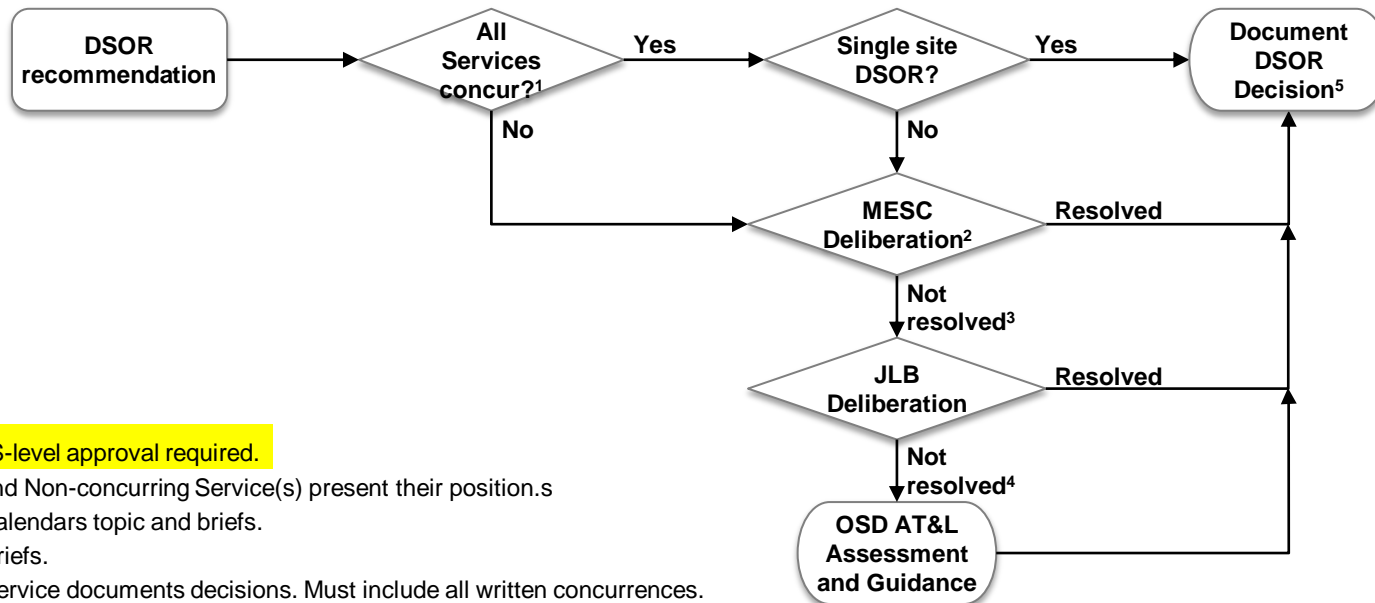 DSOR
recommendation
All
Services
concur?¹
Yes
Single site
DSOR?
Yes
Document
DSOR
Decision⁵
No
No
MESC
Deliberation²
Resolved
Not
resolved³
JLB
Deliberation
Resolved
Not
resolved⁴
OSD AT&L
Assessment
and Guidance
S-level approval required.
nd Non-concurring Service(s) present their position.s
alendars topic and briefs.
riefs.
ervice documents decisions. Must include all written concurrences.